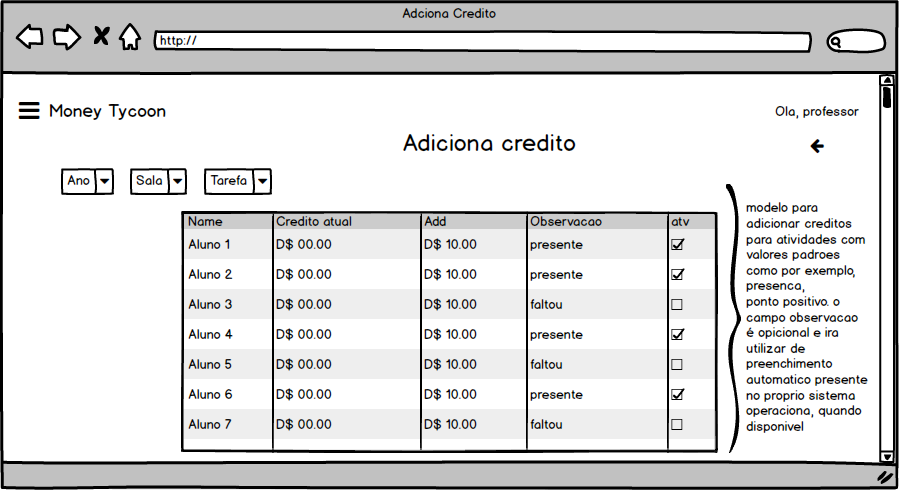 Adciona Credito
http://
Money Tycoon
Ola, professor
Adiciona credito
Ano Sala Tarefa
Name Credito atual Add Observacao atv
Aluno 1 D$ 00.00 D$ 10.00 presente
Aluno 2 D$ 00.00 D$ 10.00 presente
Aluno 3 D$ 00.00 D$ 10.00 faltou
Aluno 4 D$ 00.00 D$ 10.00 presente
Aluno 5 D$ 00.00 D$ 10.00 faltou
Aluno 6 D$ 00.00 D$ 10.00 presente
Aluno 7 D$ 00.00 D$ 10.00 faltou
modelo para
adicionar creditos
para atividades com
valores padroes
como por exemplo,
presenca,
ponto positivo. o
campo observacao
é opicional e ira
utilizar de
preenchimento
automatico presente
no proprio sistema
operaciona, quando
disponivel